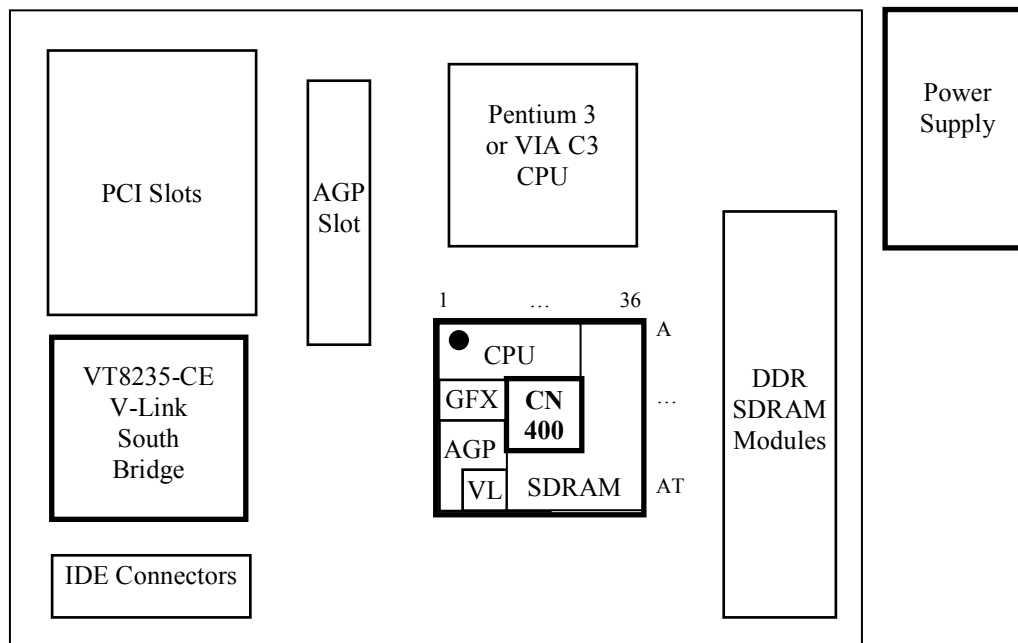 PCI Slots
AGP
Slot
Pentium 3
or VIA C3
CPU
Power
Supply
1 … 36
A
…
AT
CPU
GFX
CN
400
AGP
VL
SDRAM
VT8235-CE
V-Link
South
Bridge
DDR
SDRAM
Modules
IDE Connectors